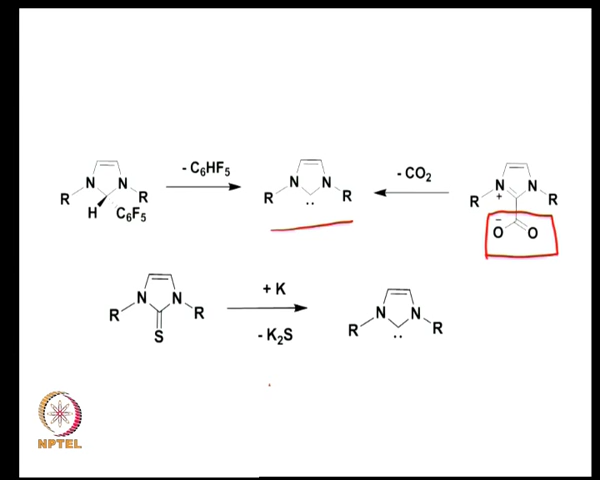 - C₆HF₅
- CO₂
N N N N N + N
R R R R R R
H C₆F₅ :
− O O
+ K
N N N N
R R R R
- K₂S
S :
NPTEL